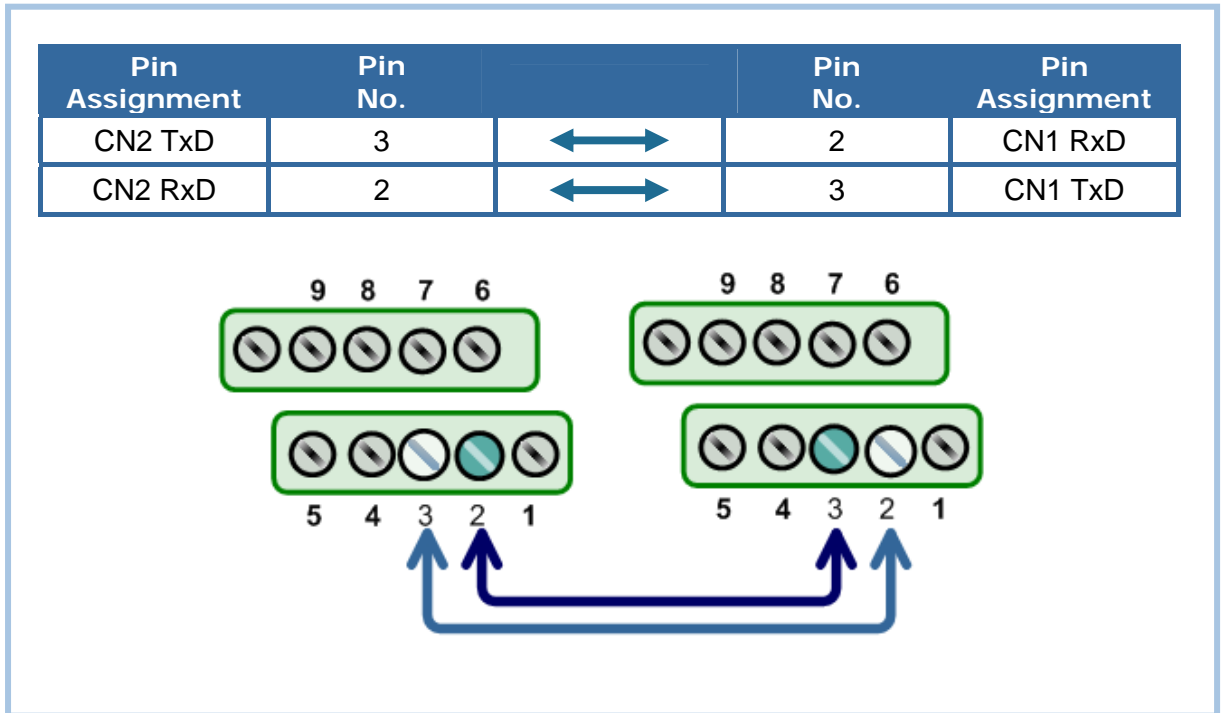 Pin Assignment Pin No. Pin No. Pin Assignment
CN2 TxD 3 2 CN1 RxD
CN2 RxD 2 3 CN1 TxD
9 8 7 6 9 8 7 6
5 4 3 2 1 5 4 3 2 1